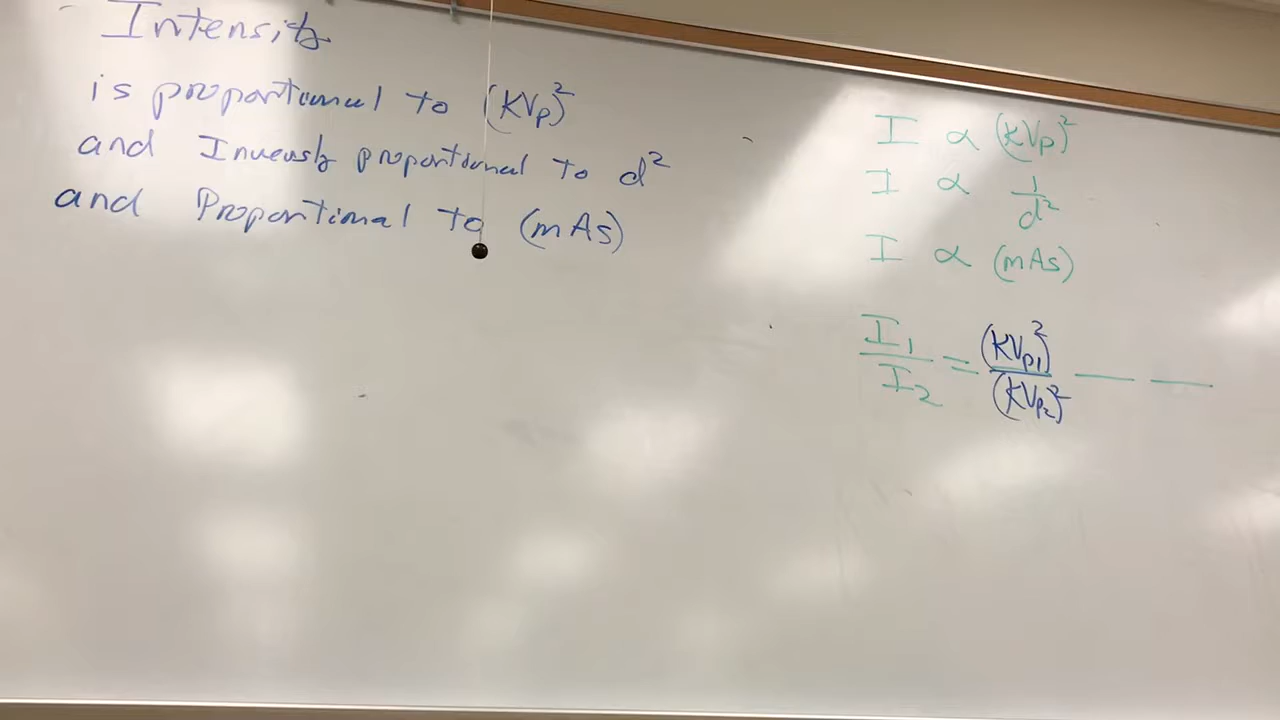 Intensity
is proportional to (KVp)²
and Inversly proportional to d²
and Proportional to (mAs)
I ∝ (KVp)²
I ∝ 1/d²
I ∝ (mAs)
I₁/I₂ = (KVp₁)²/(KVp₂)² — —